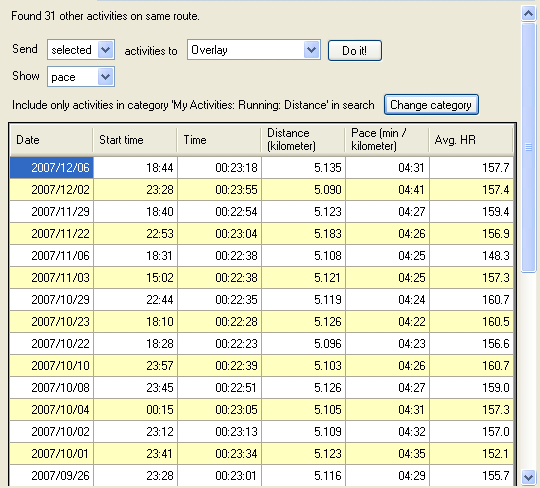 Found 31 other activities on same route.
Send selected activities to Overlay Do it!
Show pace
Include only activities in category 'My Activities: Running: Distance' in search Change category
Date Start time Time Distance (kilometer) Pace (min / kilometer) Avg. HR
2007/12/06 18:44 00:23:18 5.135 04:31 157.7
2007/12/02 23:28 00:23:55 5.090 04:41 157.4
2007/11/29 18:40 00:22:54 5.123 04:27 159.4
2007/11/22 22:53 00:23:04 5.183 04:26 156.9
2007/11/06 18:31 00:22:38 5.108 04:25 148.3
2007/11/03 15:02 00:22:38 5.121 04:25 157.3
2007/10/29 22:44 00:22:35 5.119 04:24 160.7
2007/10/23 18:10 00:22:28 5.126 04:22 160.5
2007/10/22 18:28 00:22:23 5.096 04:23 156.6
2007/10/10 23:57 00:22:39 5.103 04:26 160.7
2007/10/08 23:45 00:22:51 5.126 04:27 159.0
2007/10/04 00:15 00:23:05 5.105 04:31 157.3
2007/10/02 23:12 00:23:13 5.109 04:32 157.0
2007/10/01 23:41 00:23:34 5.123 04:35 152.1
2007/09/26 23:28 00:23:01 5.116 04:29 155.7